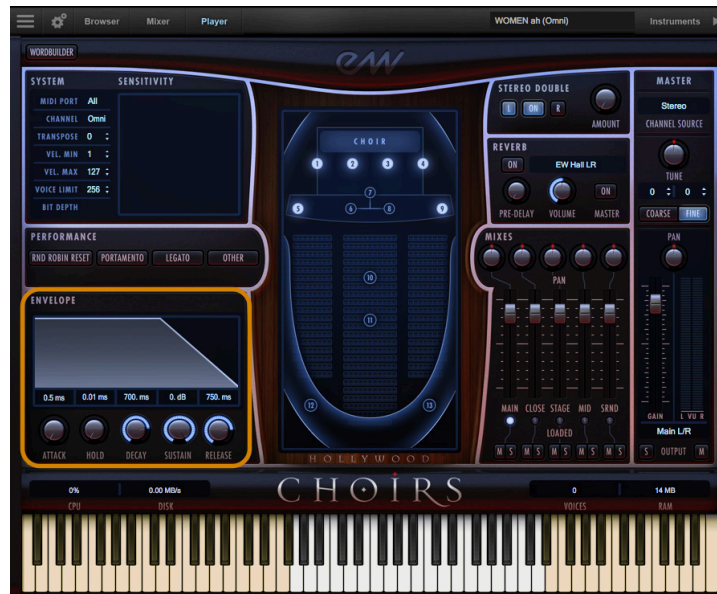 Browser Mixer Player WOMEN ah (Omni) Instruments
WORDBUILDER
EW
SYSTEM SENSITIVITY
MIDI PORT All
CHANNEL Omni
TRANSPOSE 0
VEL. MIN 1
VEL. MAX 127
VOICE LIMIT 256
BIT DEPTH
PERFORMANCE
RND ROBIN RESET PORTAMENTO LEGATO OTHER
ENVELOPE
0.5 ms 0.01 ms 700. ms 0. dB 750. ms
ATTACK HOLD DECAY SUSTAIN RELEASE
CHOIR
1 2 3 4
7
5 6 8 9
10
11
12 13
HOLLYWOOD
STEREO DOUBLE
L ON R
AMOUNT
REVERB
ON EW Hall LR
ON
PRE-DELAY VOLUME MASTER
MIXES
PAN
MAIN CLOSE STAGE MID SRND
LOADED
M S M S M S M S M S
MASTER
Stereo
CHANNEL SOURCE
TUNE
0 0
COARSE FINE
PAN
GAIN L VU R
Main L/R
S OUTPUT M
CHOIRS
0% 0.00 MB/s
CPU DISK
0 14 MB
VOICES RAM